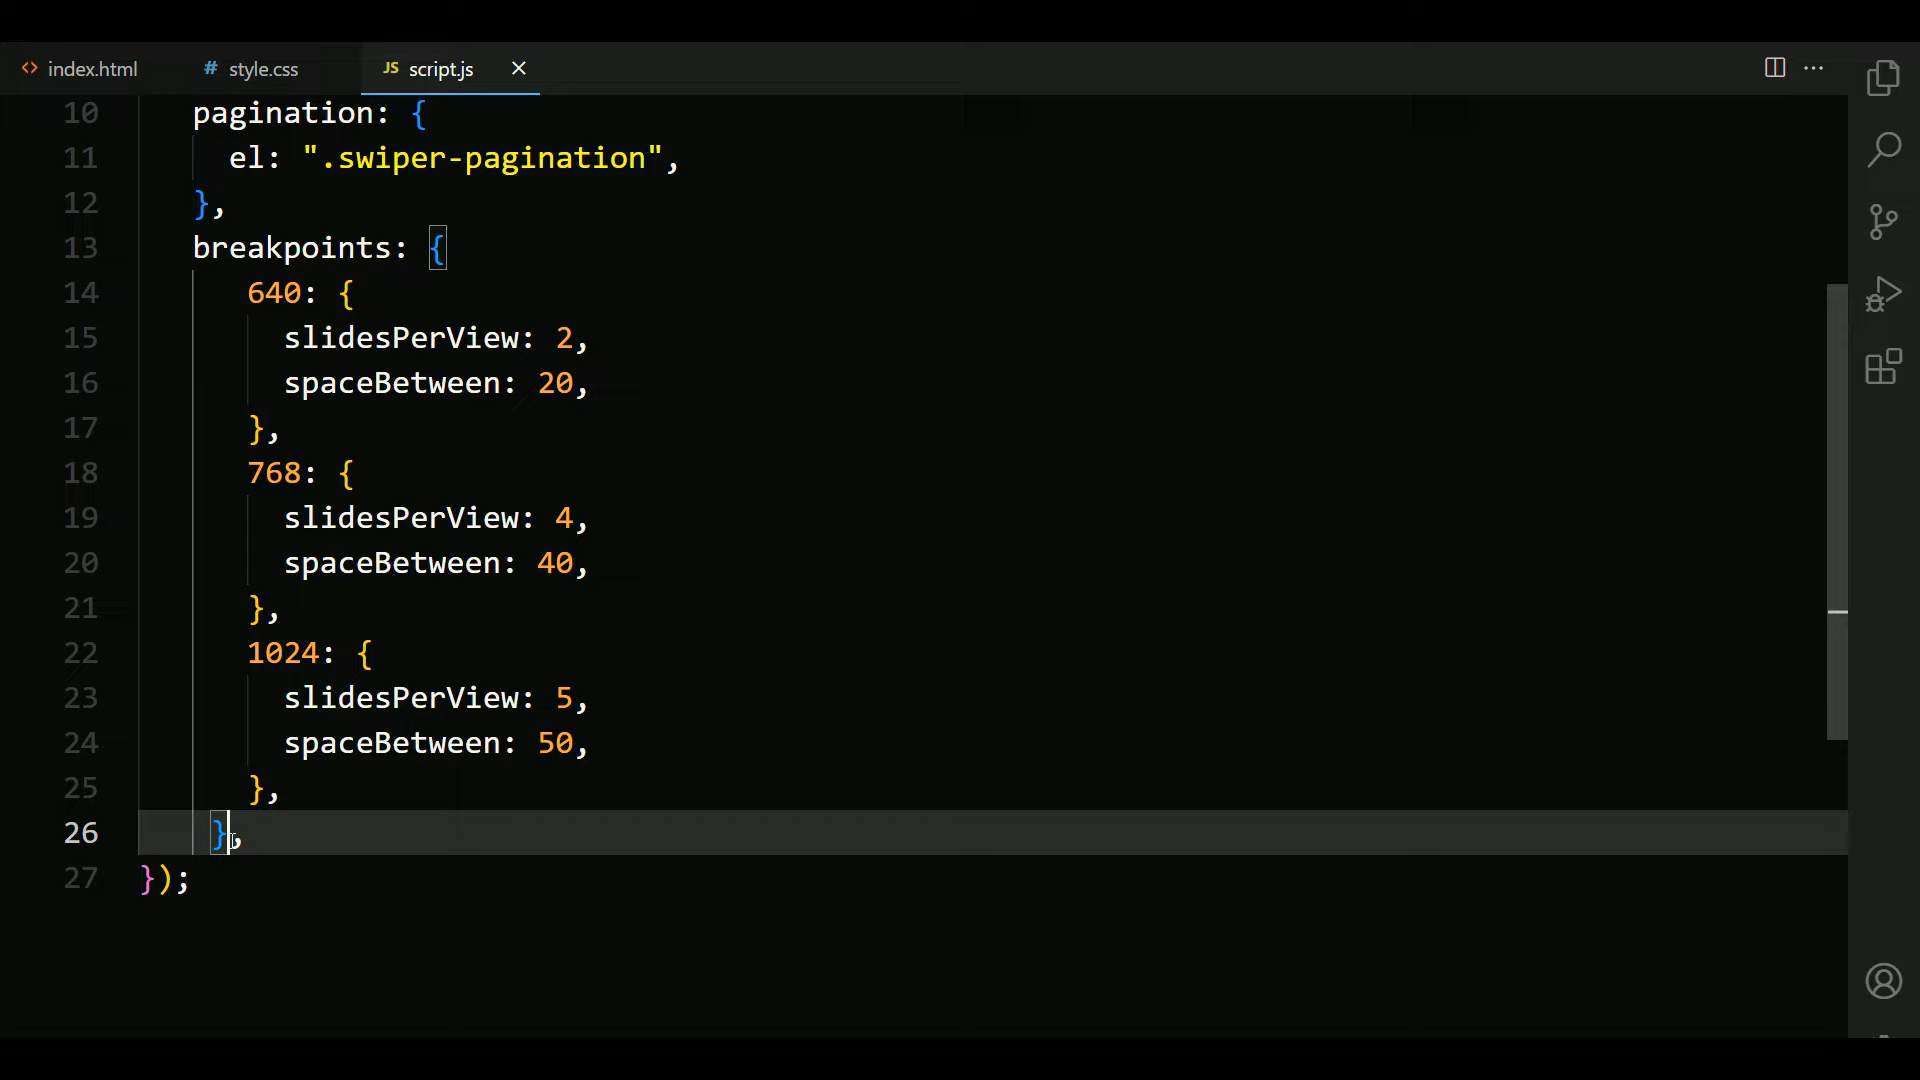 index.html
# style.css
JS script.js
10 pagination: {
11 el: ".swiper-pagination",
12 },
13 breakpoints: {
14 640: {
15 slidesPerView: 2,
16 spaceBetween: 20,
17 },
18 768: {
19 slidesPerView: 4,
20 spaceBetween: 40,
21 },
22 1024: {
23 slidesPerView: 5,
24 spaceBetween: 50,
25 },
26 },
27 });